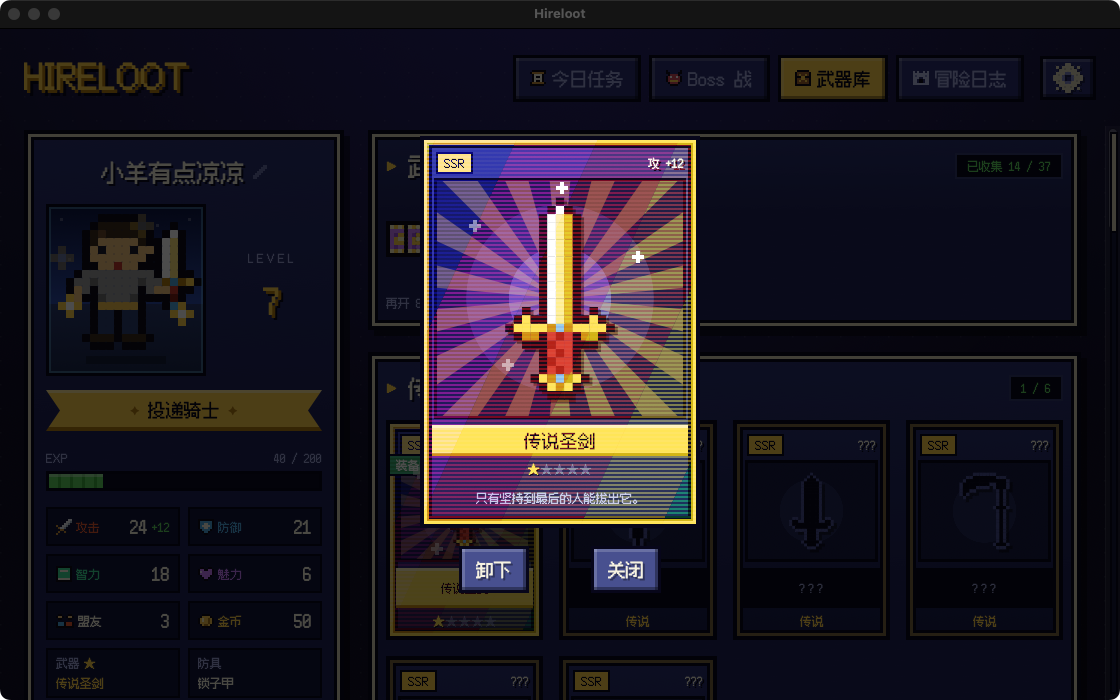 Hireloot
HIRELOOT
今日任务
Boss 战
武器库
冒险日志
小羊有点凉凉
LEVEL
7
投递骑士
EXP
40 / 200
攻击 24 +12
防御 21
智力 18
魅力 6
盟友 3
金币 50
武器 ★
传说圣剑
防具
锁子甲
已收集 14 / 37
再开
1 / 6
SSR
攻 +12
传说圣剑
★★★★★
只有坚持到最后的人能拔出它。
卸下
关闭
装备
★★★★★
SSR
???
???
传说
SSR
???
???
传说
传说
SSR
???
SSR
???